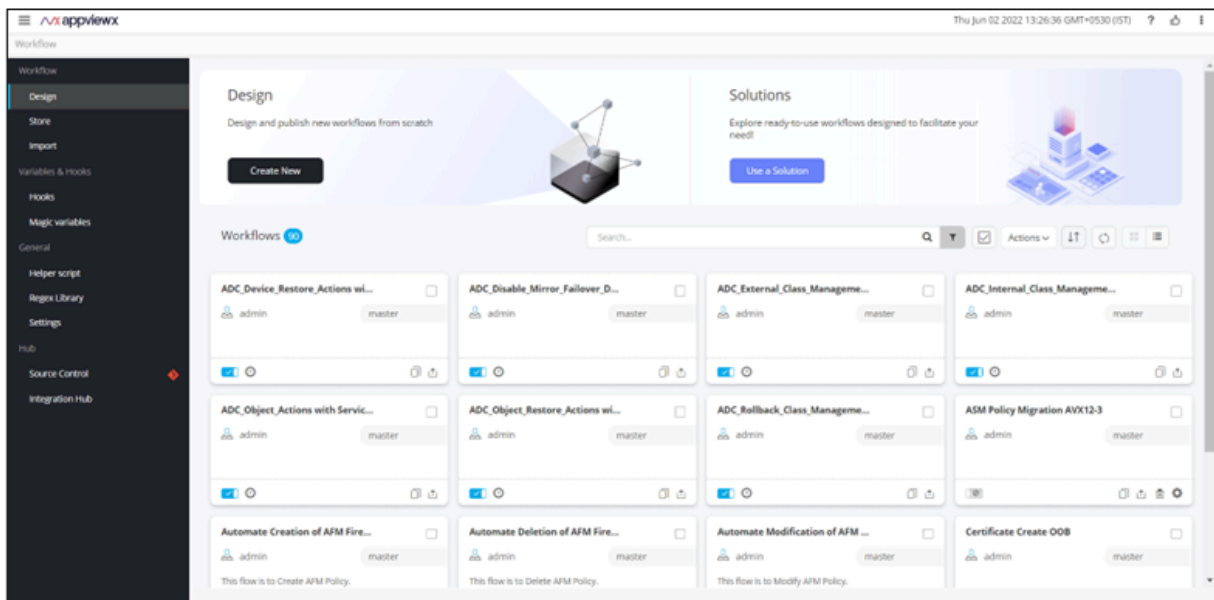 appviewx
Thu Jun 02 2022 13:26:36 GMT+0530 (IST) ?
Workflow
Workflow
Design
Store
Import
Variables & Hooks
Hooks
Magic variables
General
Helper script
Regex Library
Settings
Hub
Source Control
Integration Hub
Design
Design and publish new workflows from scratch
Create New
Solutions
Explore ready-to-use workflows designed to facilitate your
need!
Use a Solution
Workflows 90
Search...
Actions
ADC_Device_Restore_Actions wi...
admin master
ADC_Disable_Mirror_Failover_D...
admin master
ADC_External_Class_Manageme...
admin master
ADC_Internal_Class_Manageme...
admin master
ADC_Object_Actions with Servic...
admin master
ADC_Object_Restore_Actions wi...
admin master
ADC_Rollback_Class_Manageme...
admin master
ASM Policy Migration AVX12-3
admin master
Automate Creation of AFM Fire...
admin master
This flow is to Create AFM Policy.
Automate Deletion of AFM Fire...
admin master
This flow is to Delete AFM Policy.
Automate Modification of AFM ...
admin master
This flow is to Modify AFM Policy.
Certificate Create OOB
admin master